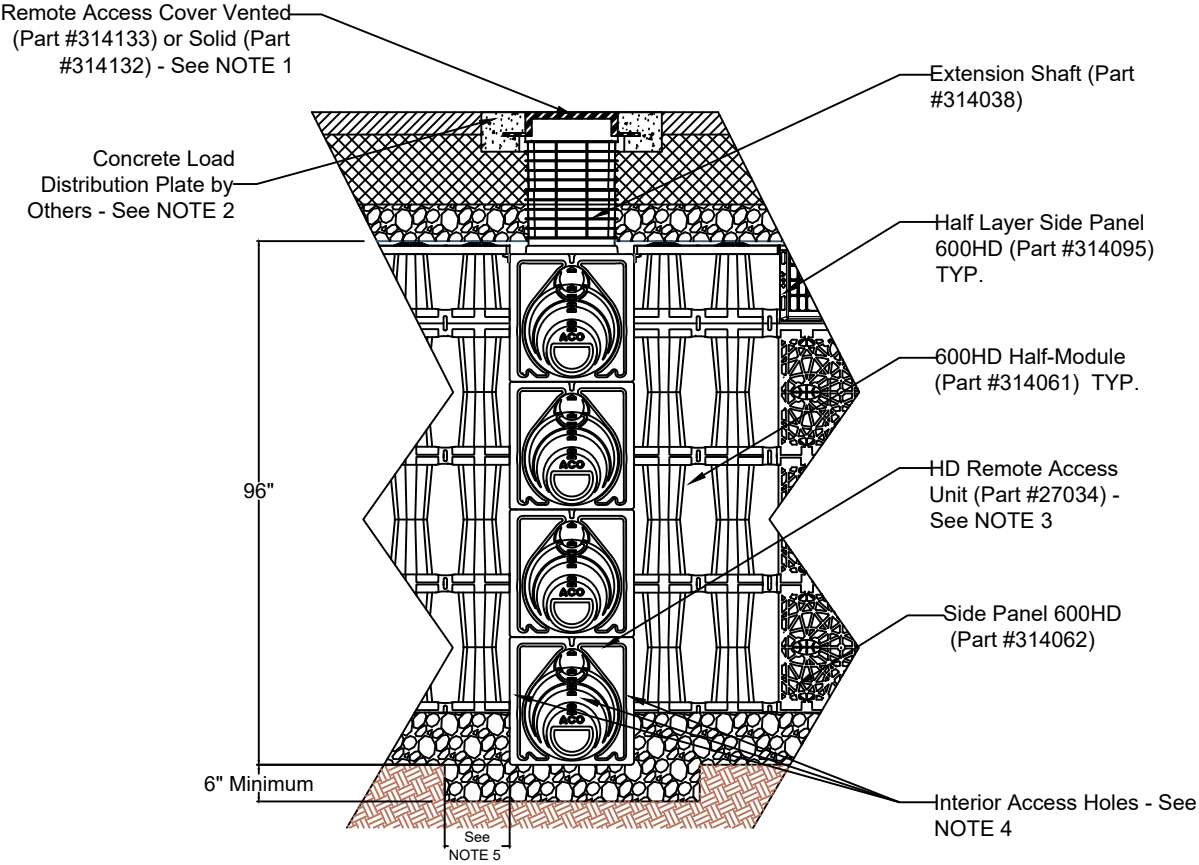 Remote Access Cover Vented
(Part #314133) or Solid (Part
#314132) - See NOTE 1
Extension Shaft (Part
#314038)
Concrete Load
Distribution Plate by
Others - See NOTE 2
Half Layer Side Panel
600HD (Part #314095)
TYP.
ACO
600HD Half-Module
(Part #314061) TYP.
ACO
HD Remote Access
Unit (Part #27034) -
See NOTE 3
96"
ACO
Side Panel 600HD
(Part #314062)
ACO
6" Minimum
Interior Access Holes - See
NOTE 4
See
NOTE 5